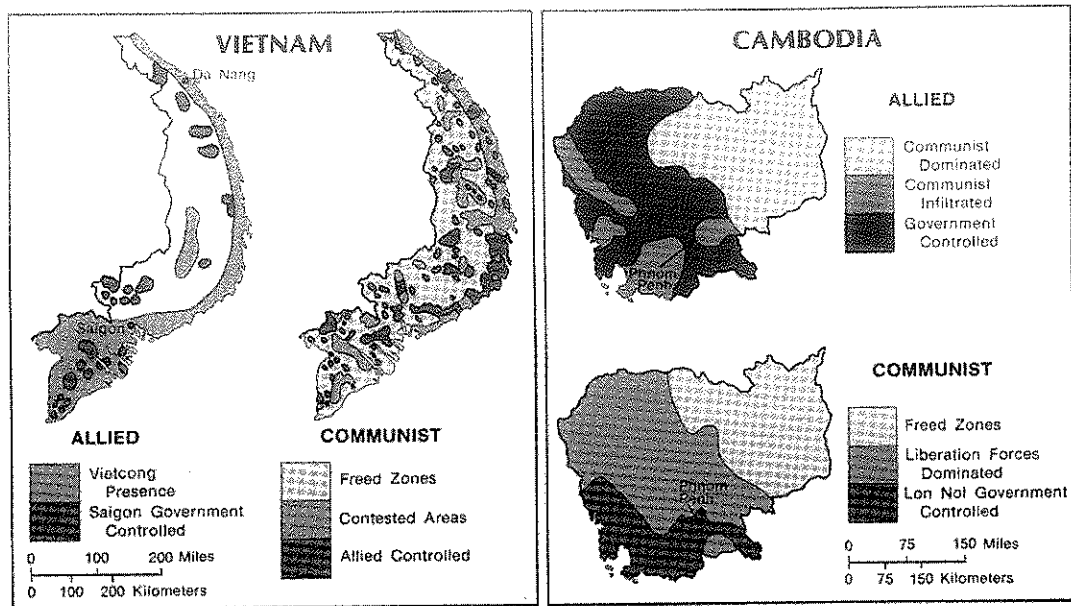 VIETNAM
Da Nang
Saigon
ALLIED
Vietcong
Presence
Saigon Government
Controlled
0 100 200 Miles
0 100 200 Kilometers
COMMUNIST
Freed Zones
Contested Areas
Allied Controlled
CAMBODIA
Phnom
Penh
ALLIED
Communist
Dominated
Communist
Infiltrated
Government
Controlled
Phnom
Penh
COMMUNIST
Freed Zones
Liberation Forces
Dominated
Lon Nol Government
Controlled
0 75 150 Miles
0 75 150 Kilometers